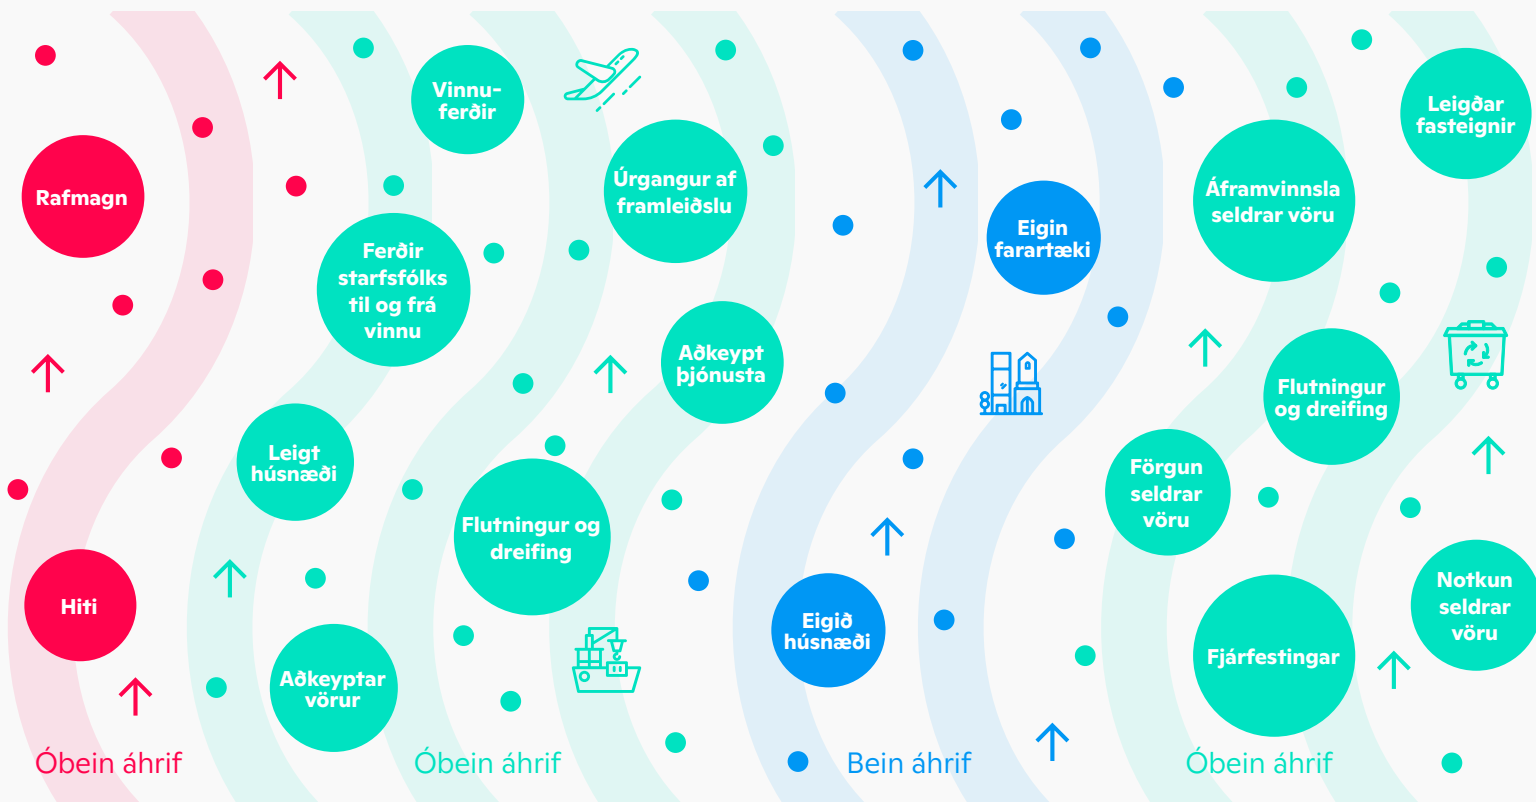 Rafmagn
Hiti
Óbein áhrif
Vinnu-
ferðir
Úrgangur af
framleiðslu
Ferðir
starfsfólks
til og frá
vinnu
Aðkeypt
þjónusta
Leigt
húsnæði
Flutningur og
dreifing
Aðkeyptar
vörur
Óbein áhrif
Eigin
farartæki
Eigið
húsnæði
Bein áhrif
Leigðar
fasteignir
Áframvinnsla
seldrar vöru
Flutningur
og dreifing
Förgun
seldrar
vöru
Notkun
seldrar
vöru
Fjárfestingar
Óbein áhrif